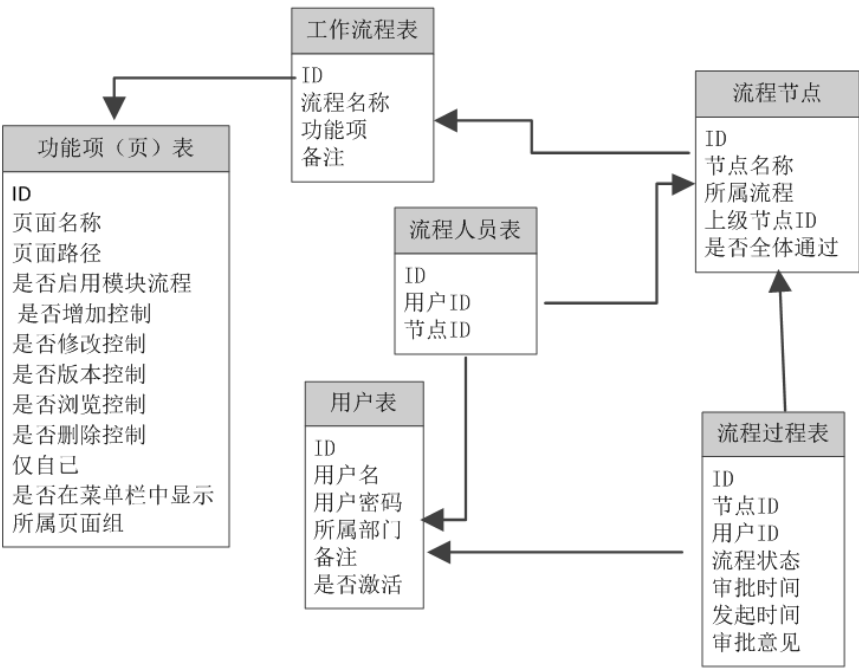 工作流程表
ID
流程名称
功能项
备注
流程节点
ID
节点名称
所属流程
上级节点ID
是否全体通过
功能项（页）表
ID
页面名称
页面路径
是否启用模块流程
是否增加控制
是否修改控制
是否版本控制
是否浏览控制
是否删除控制
仅自己
是否在菜单栏中显示
所属页面组
流程人员表
ID
用户ID
节点ID
用户表
ID
用户名
用户密码
所属部门
备注
是否激活
流程过程表
ID
节点ID
用户ID
流程状态
审批时间
发起时间
审批意见